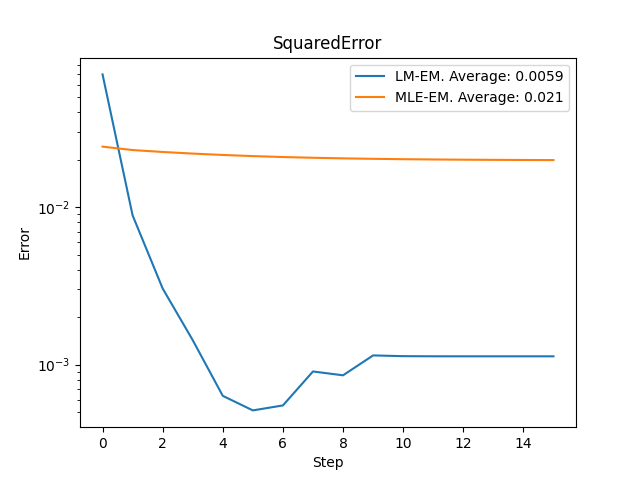 SquaredError
LM-EM. Average: 0.0059
MLE-EM. Average: 0.021
Error
10⁻²
10⁻³
0 2 4 6 8 10 12 14
Step